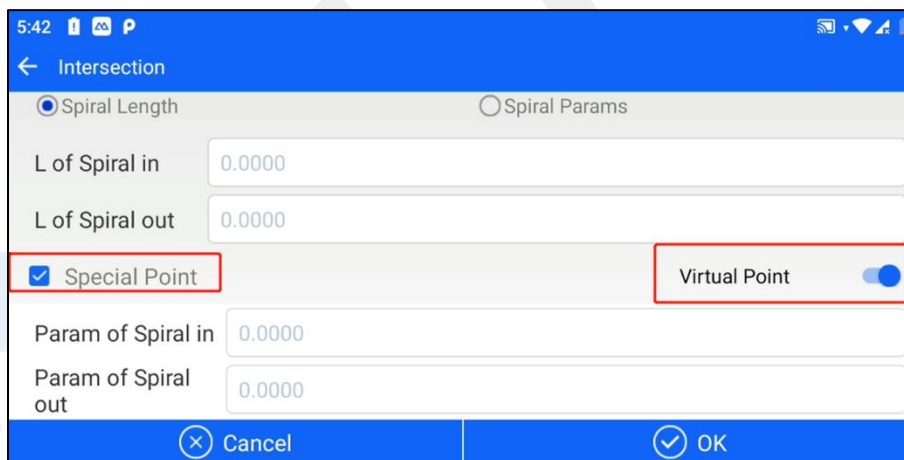 5:42
Intersection
Spiral Length Spiral Params
L of Spiral in 0.0000
L of Spiral out 0.0000
Special Point Virtual Point
Param of Spiral in 0.0000
Param of Spiral
out 0.0000
Cancel OK